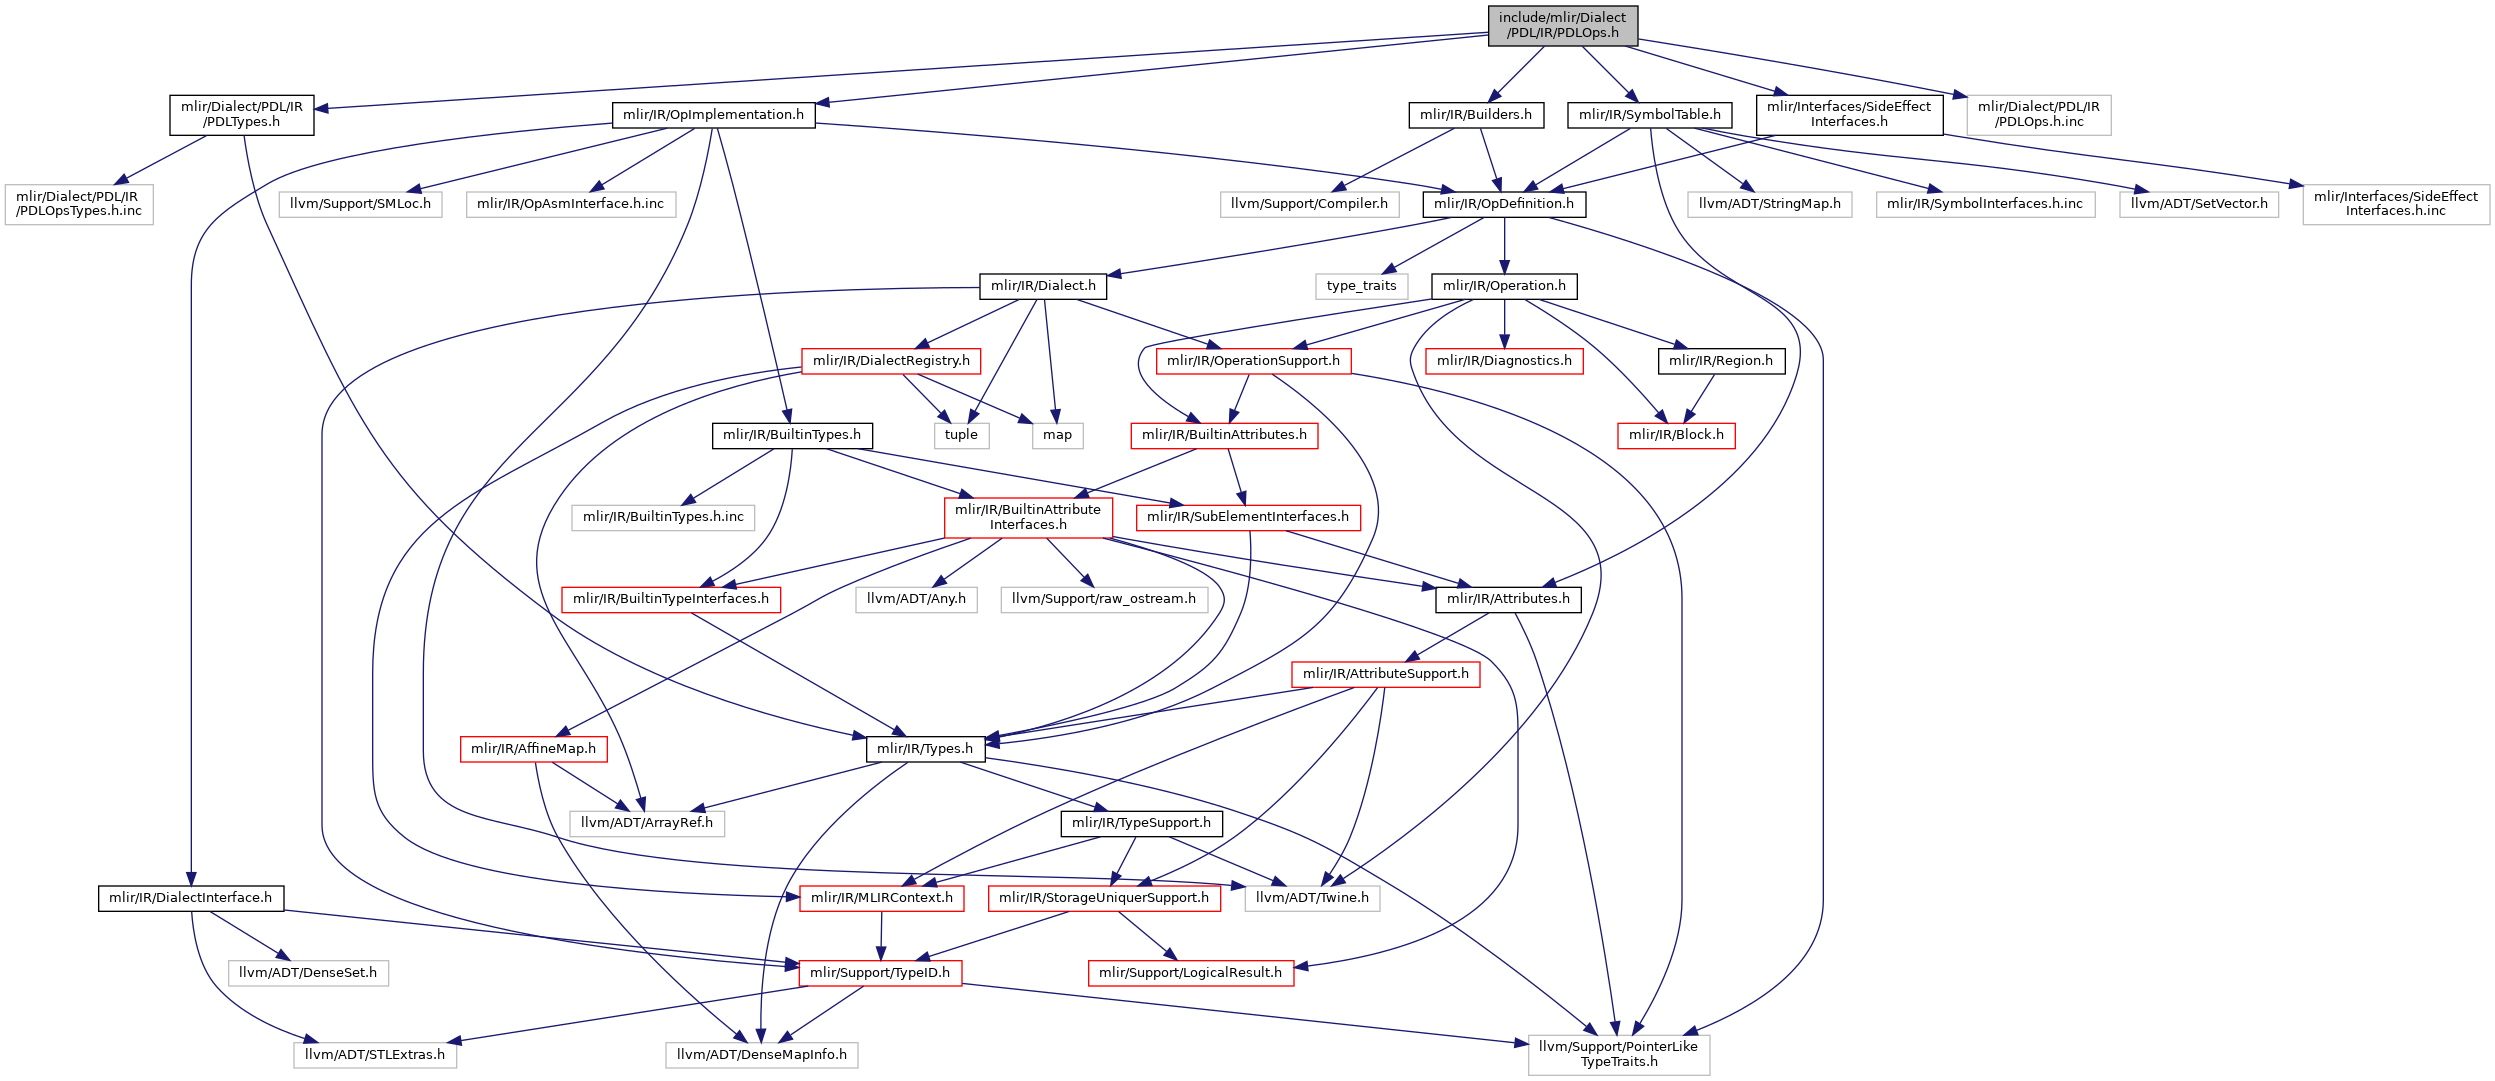 include/mlir/Dialect
/PDL/IR/PDLOps.h
mlir/Dialect/PDL/IR
/PDLTypes.h
mlir/IR/OpImplementation.h
mlir/IR/Builders.h
mlir/IR/SymbolTable.h
mlir/Interfaces/SideEffect
Interfaces.h
mlir/Dialect/PDL/IR
/PDLOps.h.inc
mlir/Dialect/PDL/IR
/PDLOpsTypes.h.inc
llvm/Support/SMLoc.h
mlir/IR/OpAsmInterface.h.inc
llvm/Support/Compiler.h
mlir/IR/OpDefinition.h
llvm/ADT/StringMap.h
mlir/IR/SymbolInterfaces.h.inc
llvm/ADT/SetVector.h
mlir/Interfaces/SideEffect
Interfaces.h.inc
mlir/IR/Dialect.h
type_traits
mlir/IR/Operation.h
mlir/IR/DialectRegistry.h
mlir/IR/OperationSupport.h
mlir/IR/Diagnostics.h
mlir/IR/Region.h
mlir/IR/BuiltinTypes.h
tuple
map
mlir/IR/BuiltinAttributes.h
mlir/IR/Block.h
mlir/IR/BuiltinTypes.h.inc
mlir/IR/BuiltinAttribute
Interfaces.h
mlir/IR/SubElementInterfaces.h
mlir/IR/BuiltinTypeInterfaces.h
llvm/ADT/Any.h
llvm/Support/raw_ostream.h
mlir/IR/Attributes.h
mlir/IR/AttributeSupport.h
mlir/IR/AffineMap.h
mlir/IR/Types.h
llvm/ADT/ArrayRef.h
mlir/IR/TypeSupport.h
mlir/IR/DialectInterface.h
mlir/IR/MLIRContext.h
mlir/IR/StorageUniquerSupport.h
llvm/ADT/Twine.h
llvm/ADT/DenseSet.h
mlir/Support/TypeID.h
mlir/Support/LogicalResult.h
llvm/ADT/STLExtras.h
llvm/ADT/DenseMapInfo.h
llvm/Support/PointerLike
TypeTraits.h